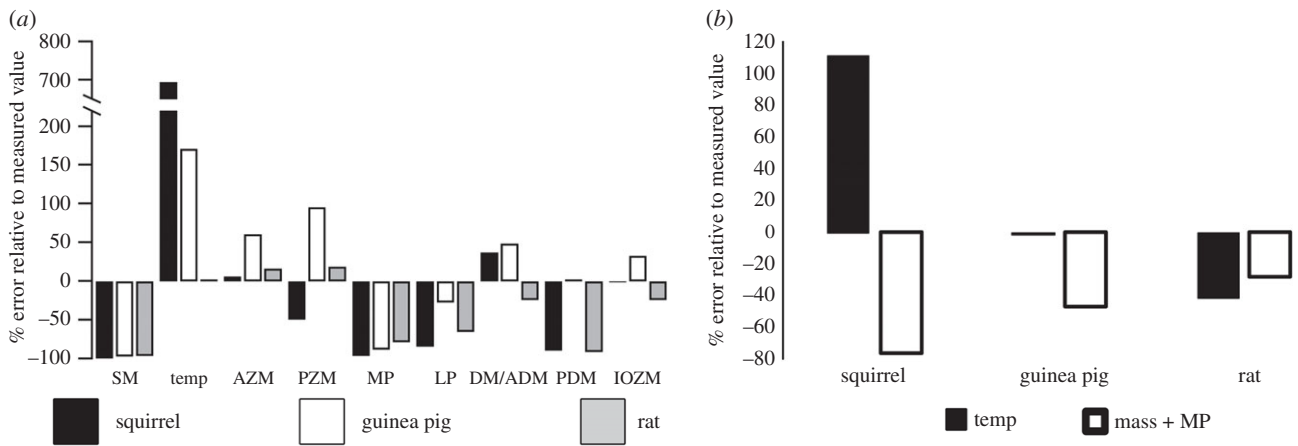 (a)
% error relative to measured value
800
700
200
150
100
50
0
–50
–100
SM temp AZM PZM MP LP DM/ADM PDM IOZM
squirrel guinea pig rat
(b)
% error relative to measured value
120
100
80
60
40
20
0
–20
–40
–60
–80
squirrel guinea pig rat
temp mass + MP